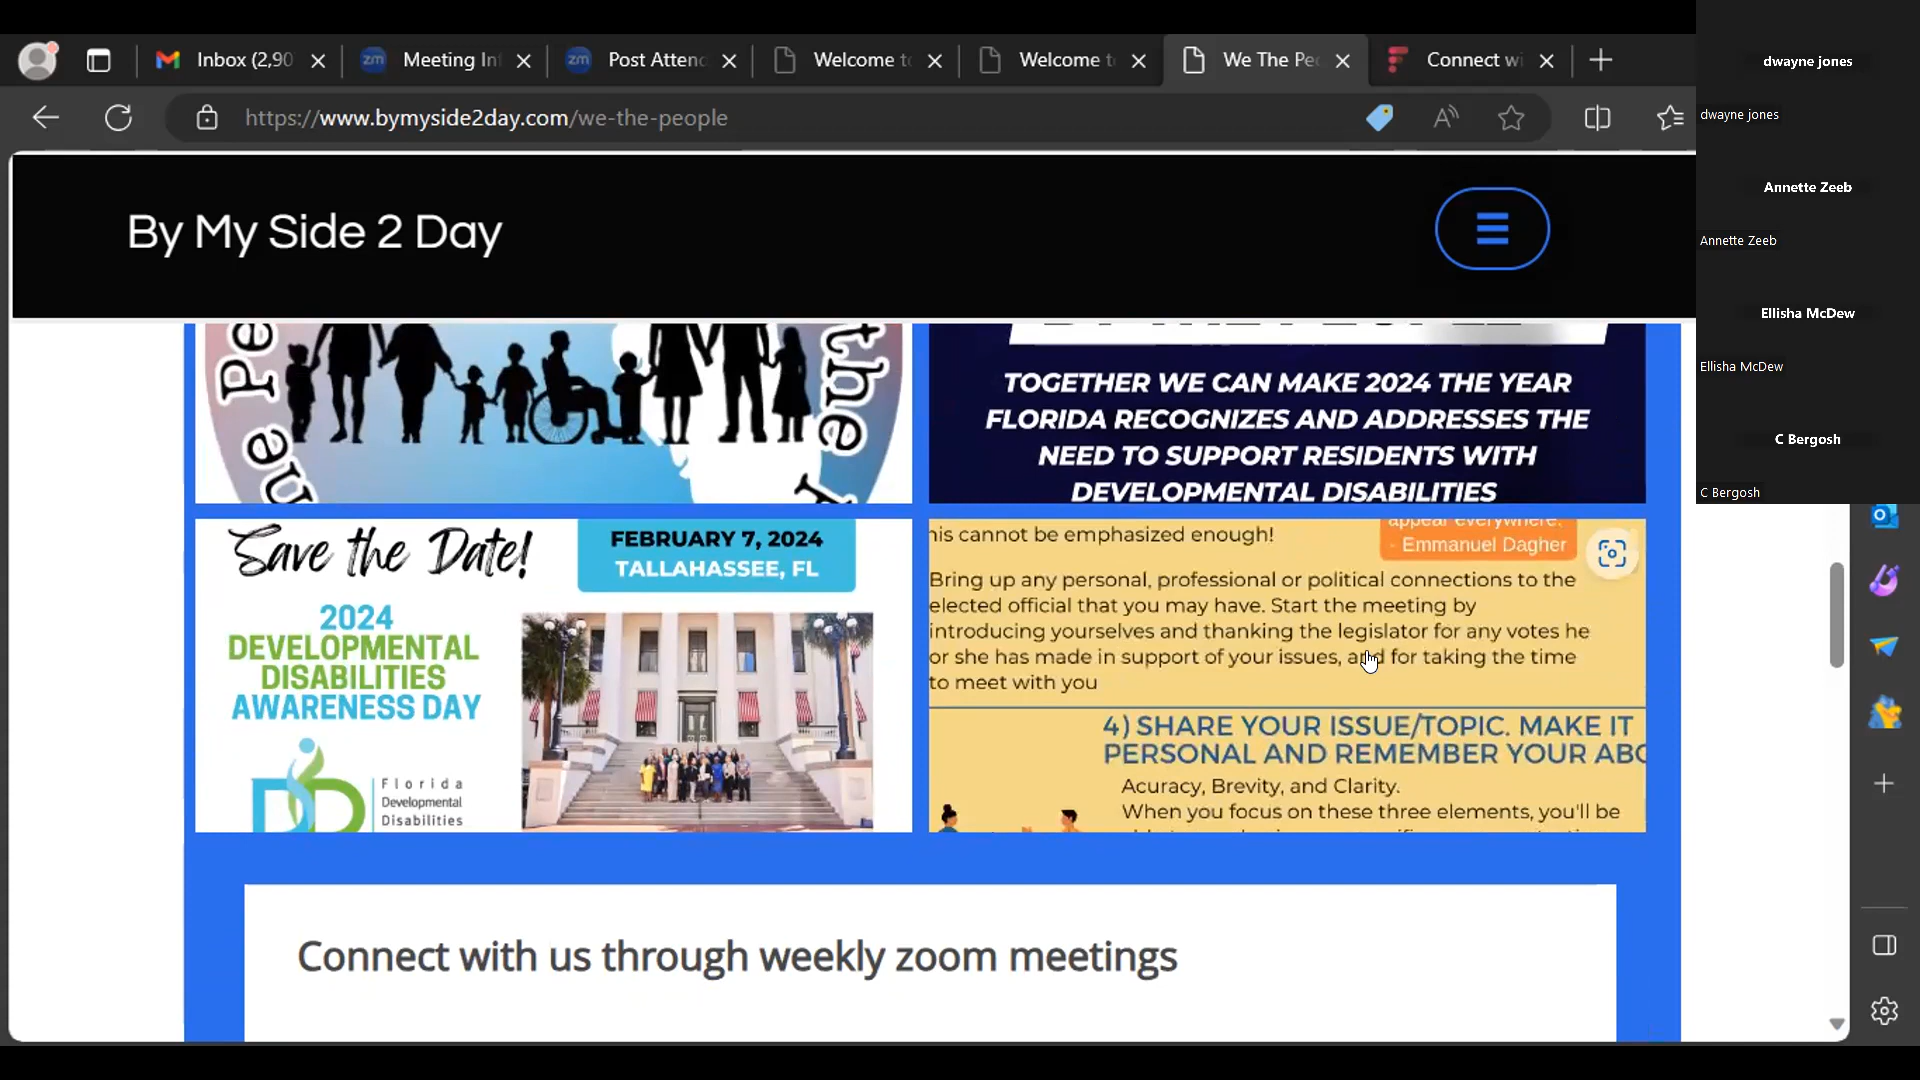 Inbox (2,90
Meeting In
Post Attend
Welcome to
Welcome t
We The Peo
Connect wi
https://www.bymyside2day.com/we-the-people
By My Side 2 Day
dwayne jones
dwayne jones
Annette Zeeb
Annette Zeeb
Ellisha McDew
Ellisha McDew
C Bergosh
C Bergosh
the
TOGETHER WE CAN MAKE 2024 THE YEAR
FLORIDA RECOGNIZES AND ADDRESSES THE
NEED TO SUPPORT RESIDENTS WITH
DEVELOPMENTAL DISABILITIES
Save the Date!
FEBRUARY 7, 2024
TALLAHASSEE, FL
2024
DEVELOPMENTAL
DISABILITIES
AWARENESS DAY
DD
Florida
Developmental
Disabilities
his cannot be emphasized enough!
appear everywhere.
- Emmanuel Dagher
Bring up any personal, professional or political connections to the
elected official that you may have. Start the meeting by
introducing yourselves and thanking the legislator for any votes he
or she has made in support of your issues, and for taking the time
to meet with you
4) SHARE YOUR ISSUE/TOPIC. MAKE IT
PERSONAL AND REMEMBER YOUR ABC
Acuracy, Brevity, and Clarity.
When you focus on these three elements, you'll be
Connect with us through weekly zoom meetings